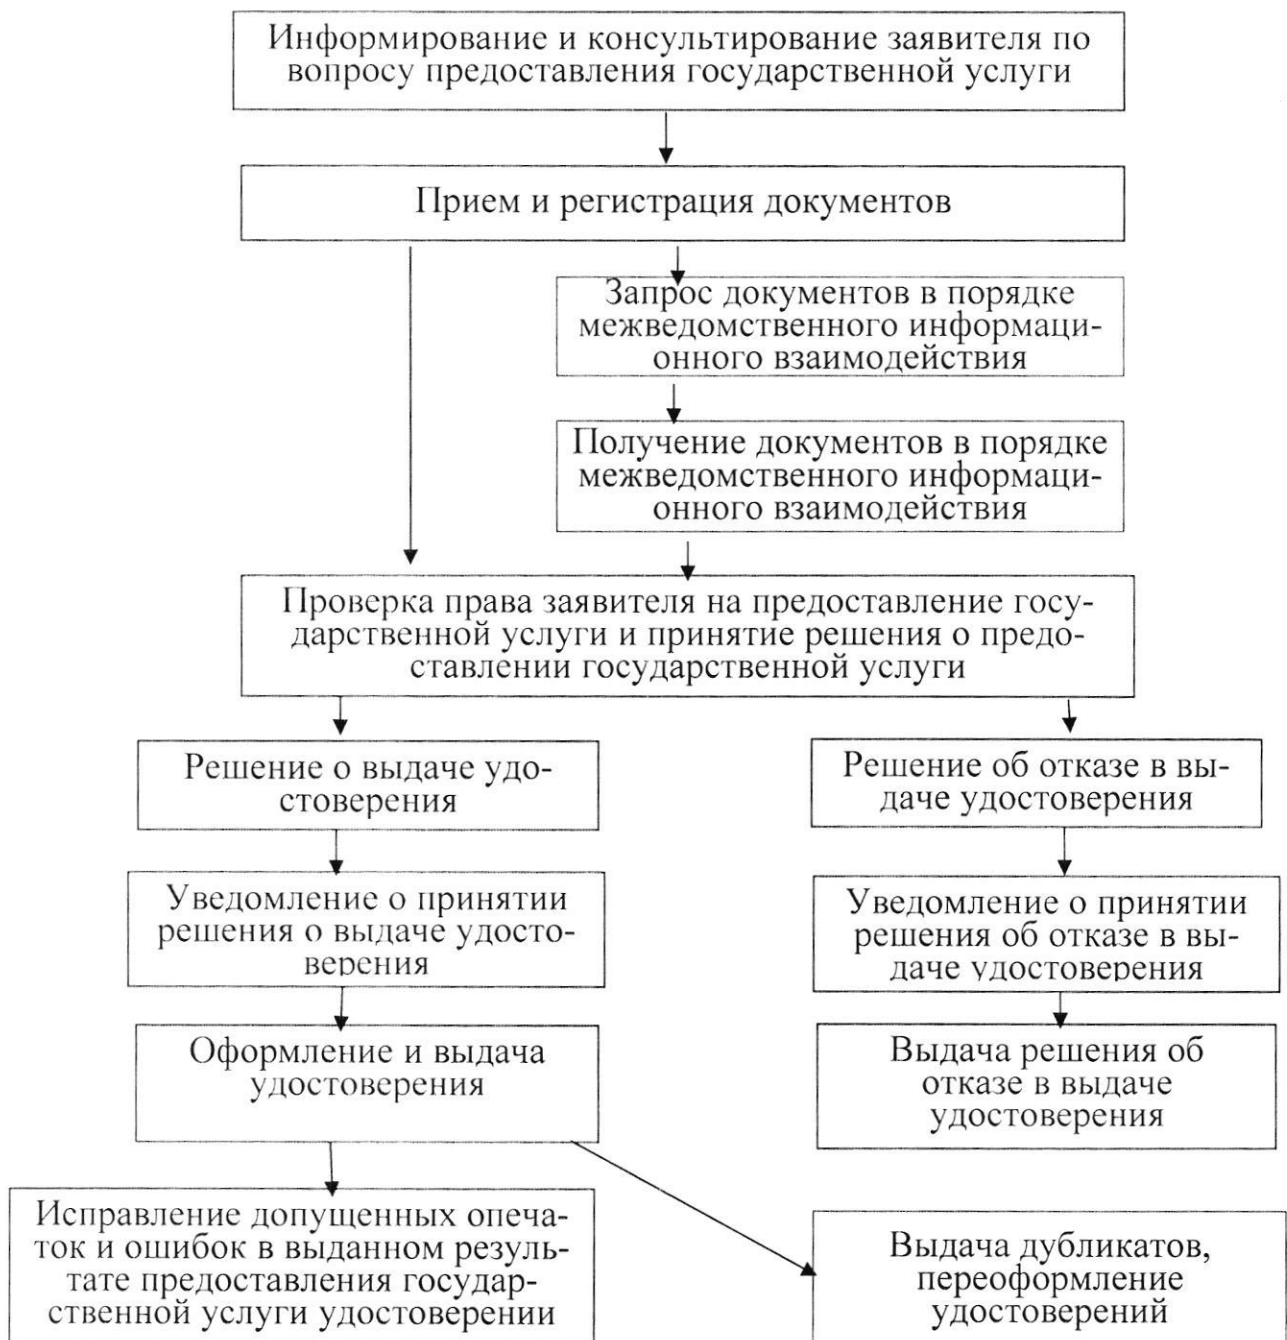 Информирование и консультирование заявителя по
вопросу предоставления государственной услуги
Прием и регистрация документов
Запрос документов в порядке
межведомственного информаци-
онного взаимодействия
Получение документов в порядке
межведомственного информаци-
онного взаимодействия
Проверка права заявителя на предоставление госу-
дарственной услуги и принятие решения о предо-
ставлении государственной услуги
Решение о выдаче удо-
стоверения
Решение об отказе в вы-
даче удостоверения
Уведомление о принятии
решения о выдаче удосто-
верения
Уведомление о принятии
решения об отказе в вы-
даче удостоверения
Оформление и выдача
удостоверения
Выдача решения об
отказе в выдаче
удостоверения
Исправление допущенных опеча-
ток и ошибок в выданном резуль-
тате предоставления государ-
ственной услуги удостоверении
Выдача дубликатов,
переоформление
удостоверений